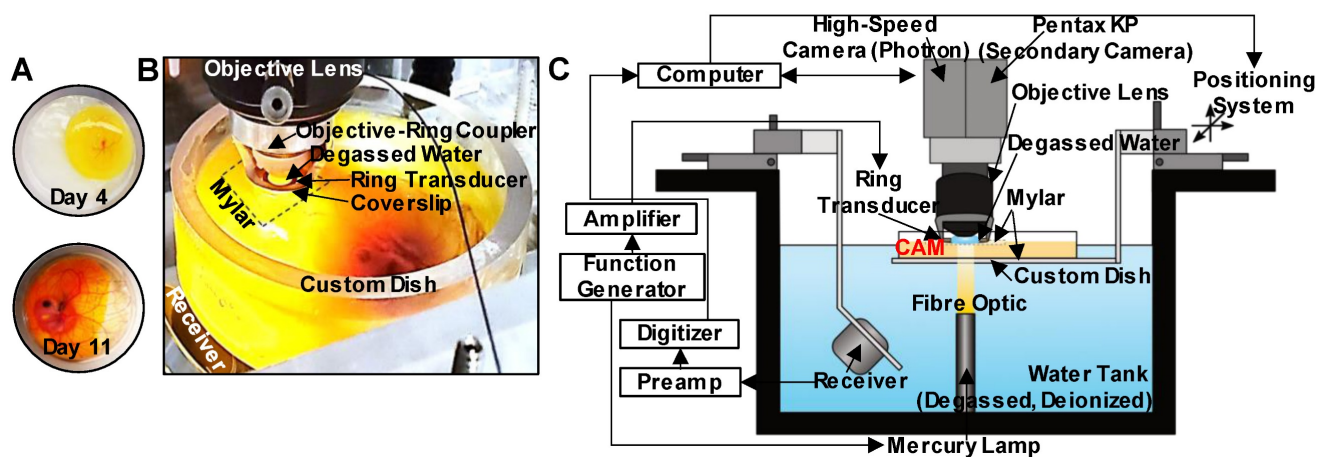 A
Day 4
Day 11
B
Objective Lens
Objective-Ring Coupler
Degassed Water
Ring Transducer
Coverslip
Mylar
Custom Dish
Receiver
C
High-Speed
Camera (Photron)
Pentax KP
(Secondary Camera)
Computer
Objective Lens
Positioning
System
Degassed Water
Ring
Transducer
Mylar
Amplifier
CAM
Function
Generator
Custom Dish
Fibre Optic
Digitizer
Preamp
Receiver
Water Tank
(Degassed, Deionized)
Mercury Lamp